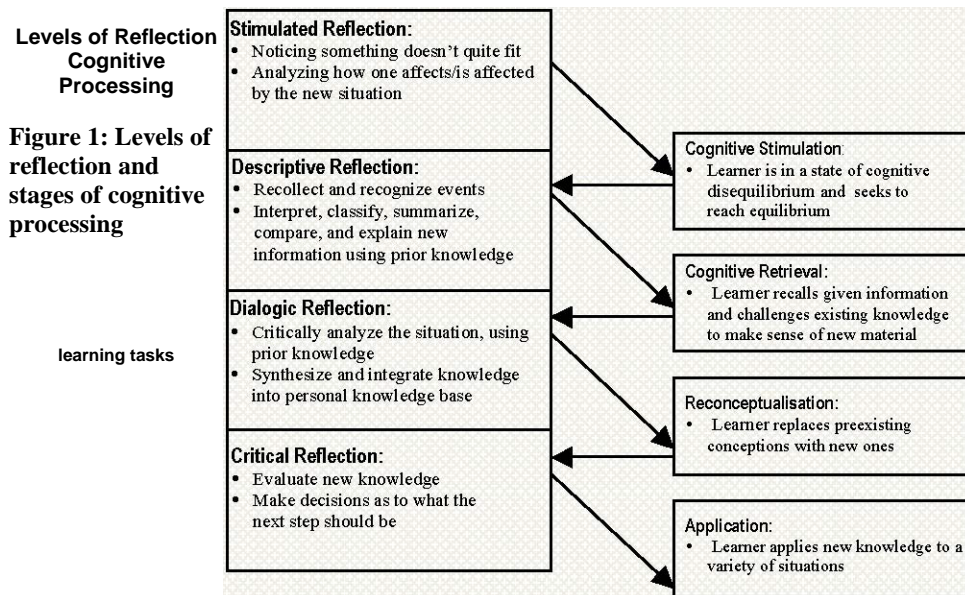 Levels of Reflection
Cognitive
Processing
Figure 1: Levels of
reflection and
stages of cognitive
processing
learning tasks
Stimulated Reflection:
• Noticing something doesn't quite fit
• Analyzing how one affects/is affected
by the new situation
Descriptive Reflection:
• Recollect and recognize events
• Interpret, classify, summarize,
compare, and explain new
information using prior knowledge
Dialogic Reflection:
• Critically analyze the situation, using
prior knowledge
• Synthesize and integrate knowledge
into personal knowledge base
Critical Reflection:
• Evaluate new knowledge
• Make decisions as to what the
next step should be
Cognitive Stimulation:
• Learner is in a state of cognitive
disequilibrium and seeks to
reach equilibrium
Cognitive Retrieval:
• Learner recalls given information
and challenges existing knowledge
to make sense of new material
Reconceptualisation:
• Learner replaces preexisting
conceptions with new ones
Application:
• Learner applies new knowledge to a
variety of situations